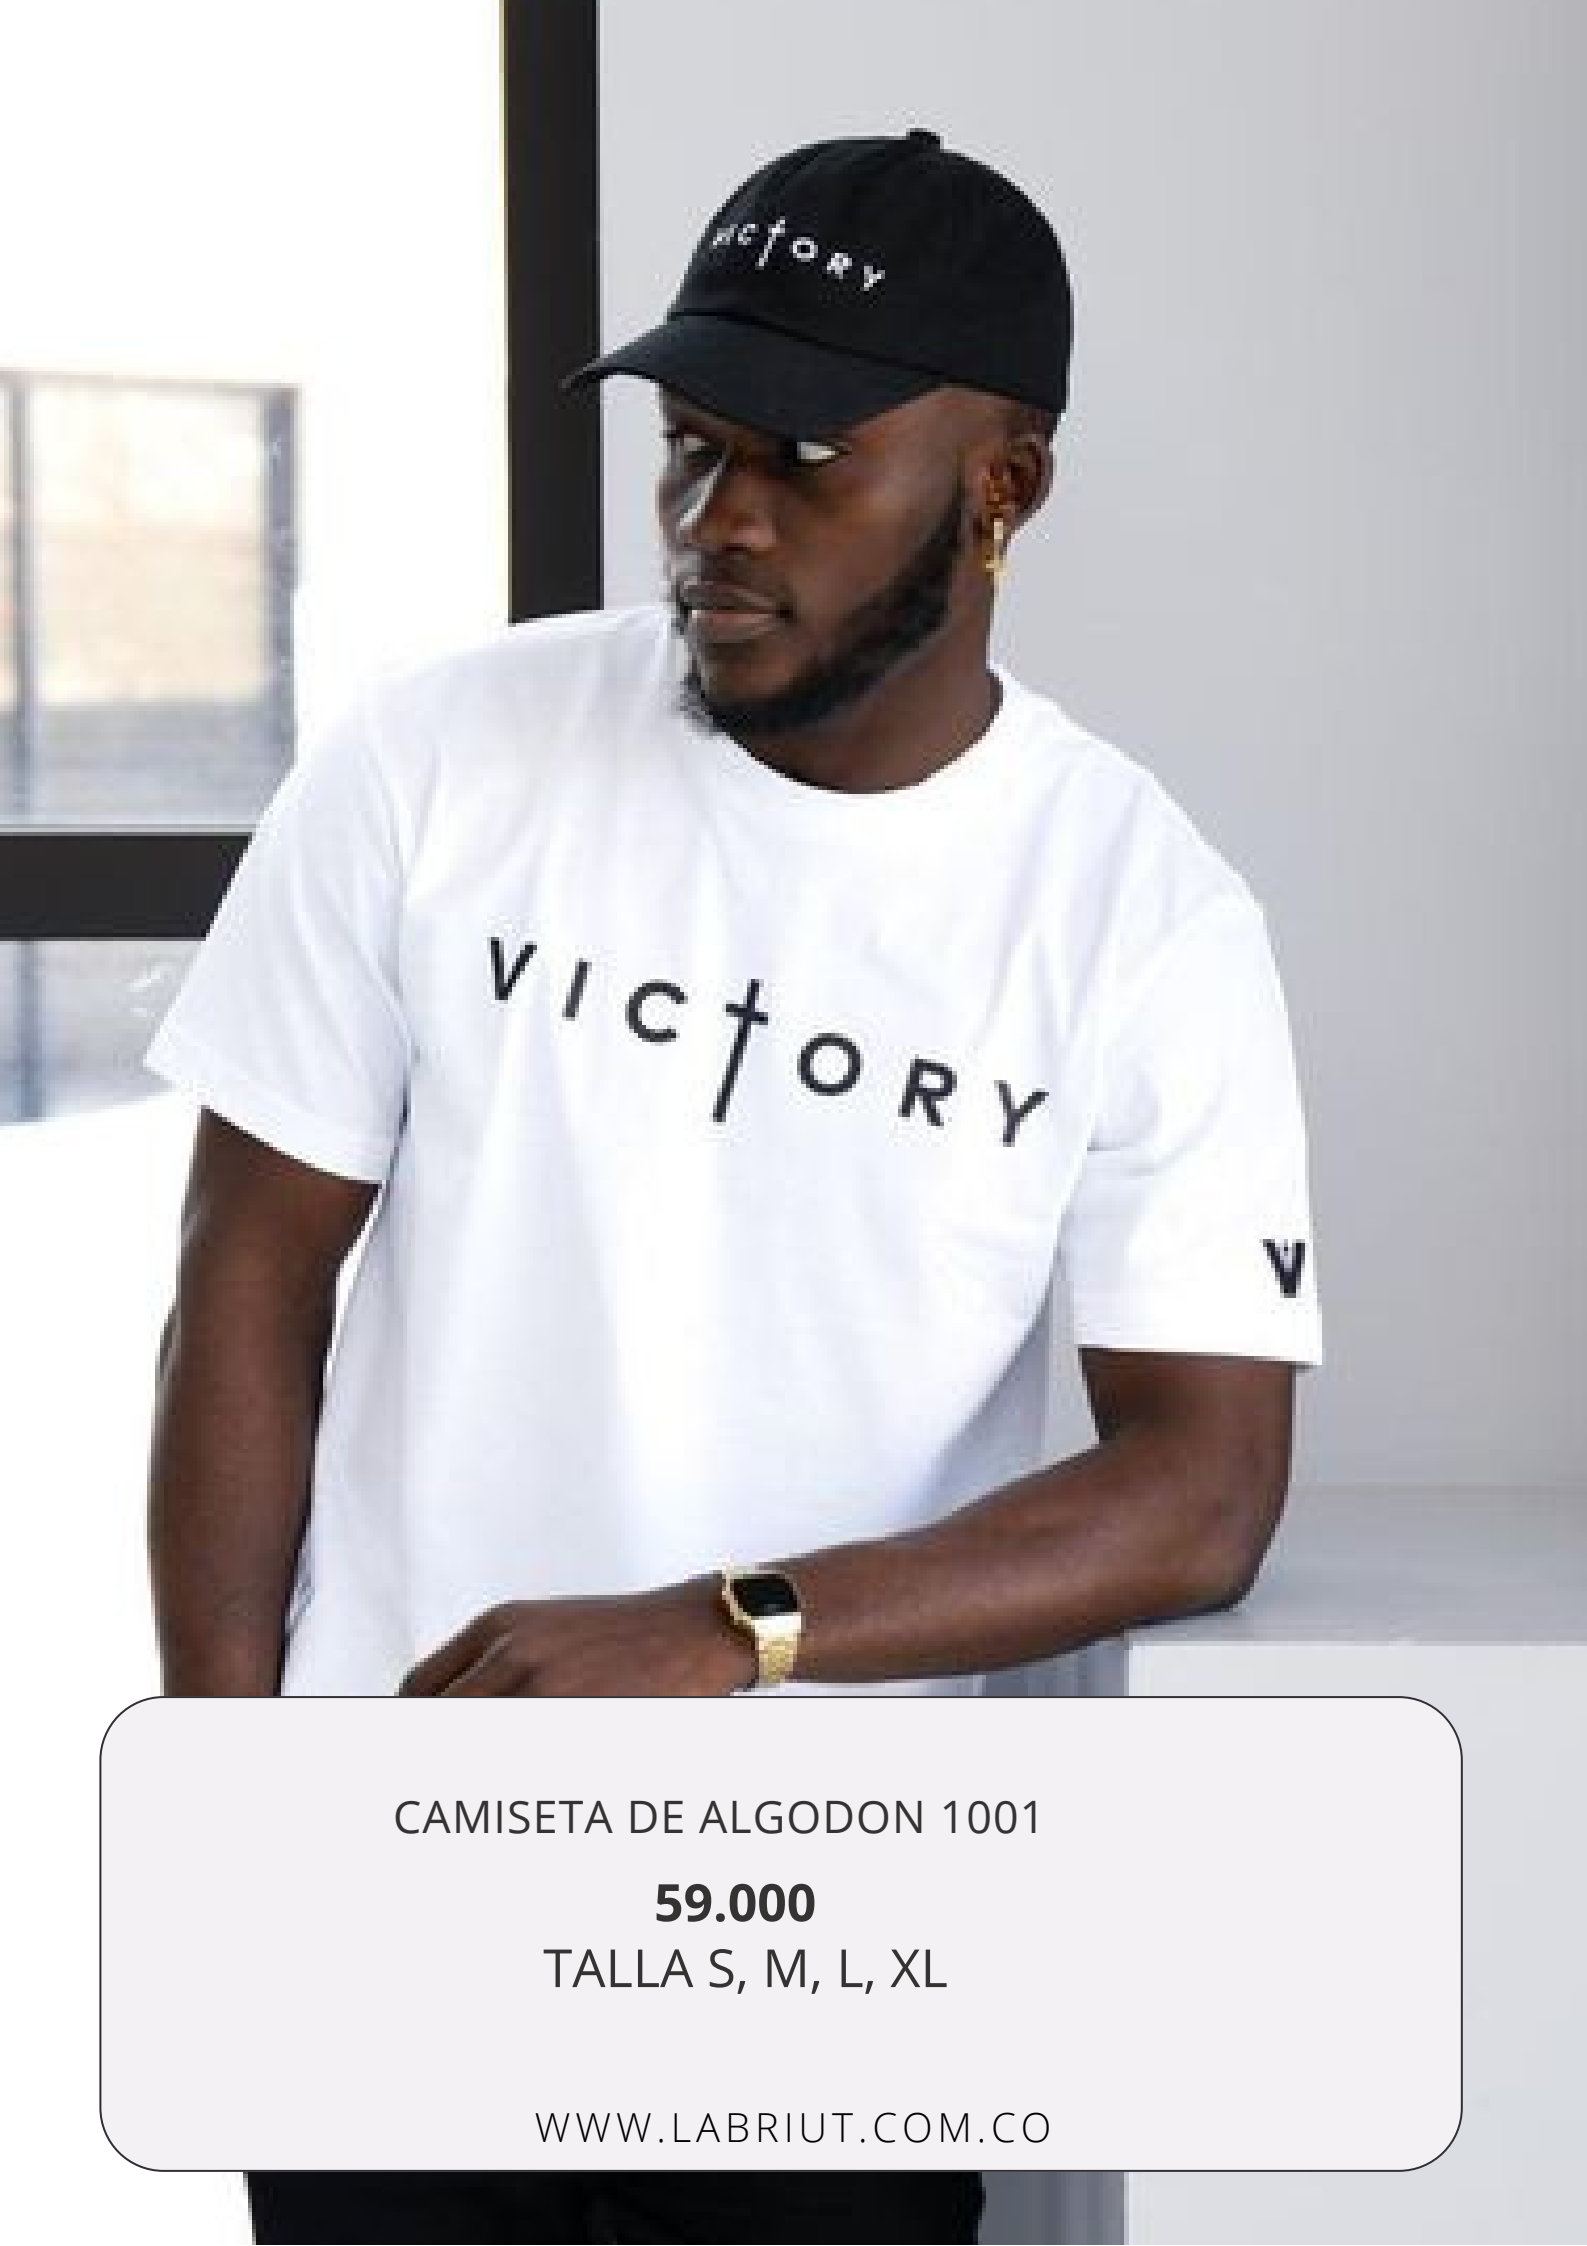 VICTORY
VICTORY
V
CAMISETA DE ALGODON 1001
59.000
TALLA S, M, L, XL
WWW.LABRIUT.COM.CO